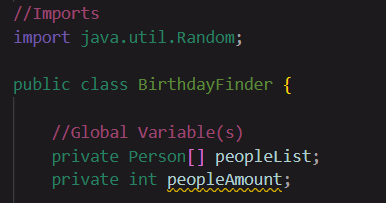 //Imports
import java.util.Random;
public class BirthdayFinder {
//Global Variable(s)
private Person[] peopleList;
private int peopleAmount;